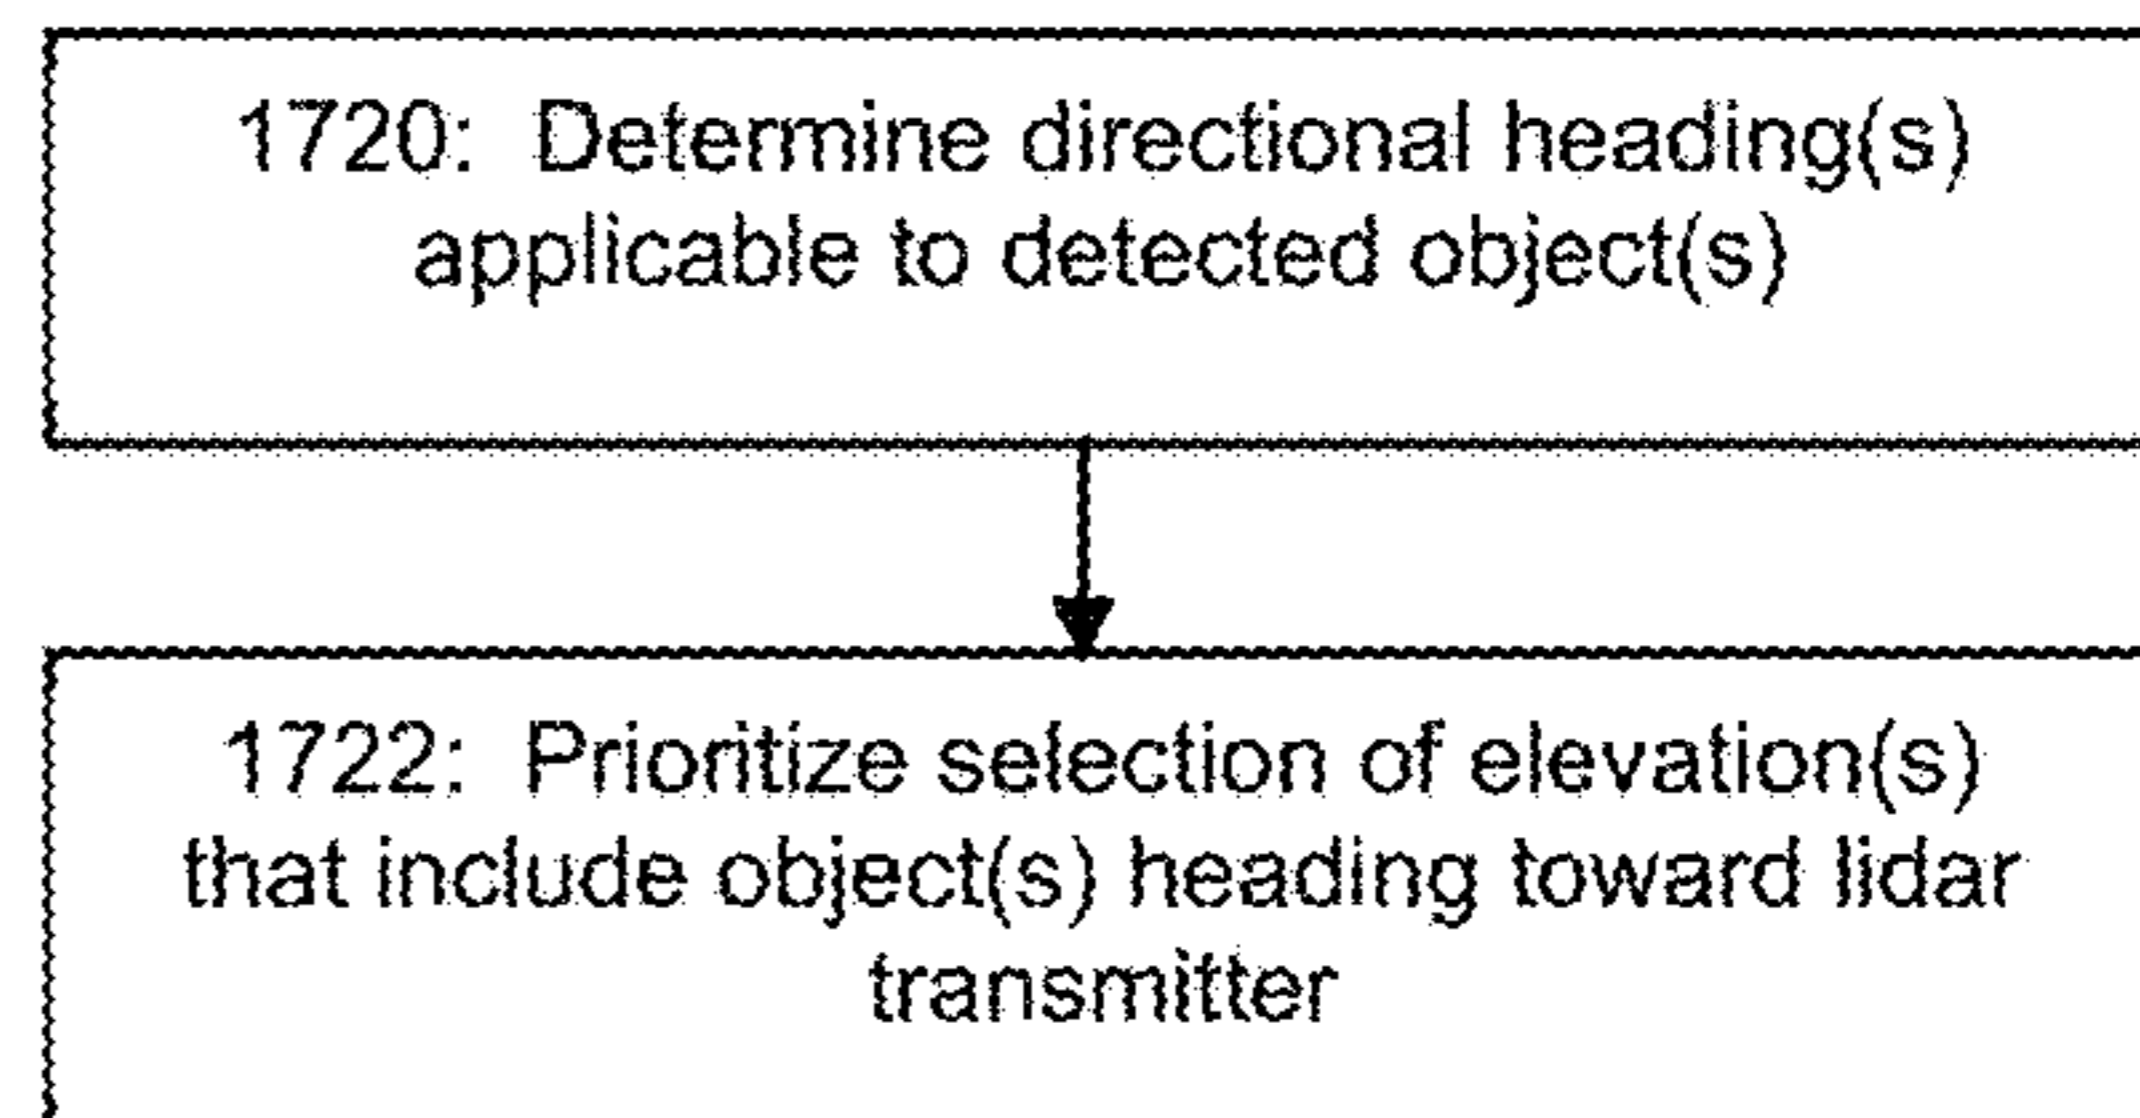 1720: Determine directional heading(s)
applicable to detected object(s)
1722: Prioritize selection of elevation(s)
that include object(s) heading toward lidar
transmitter